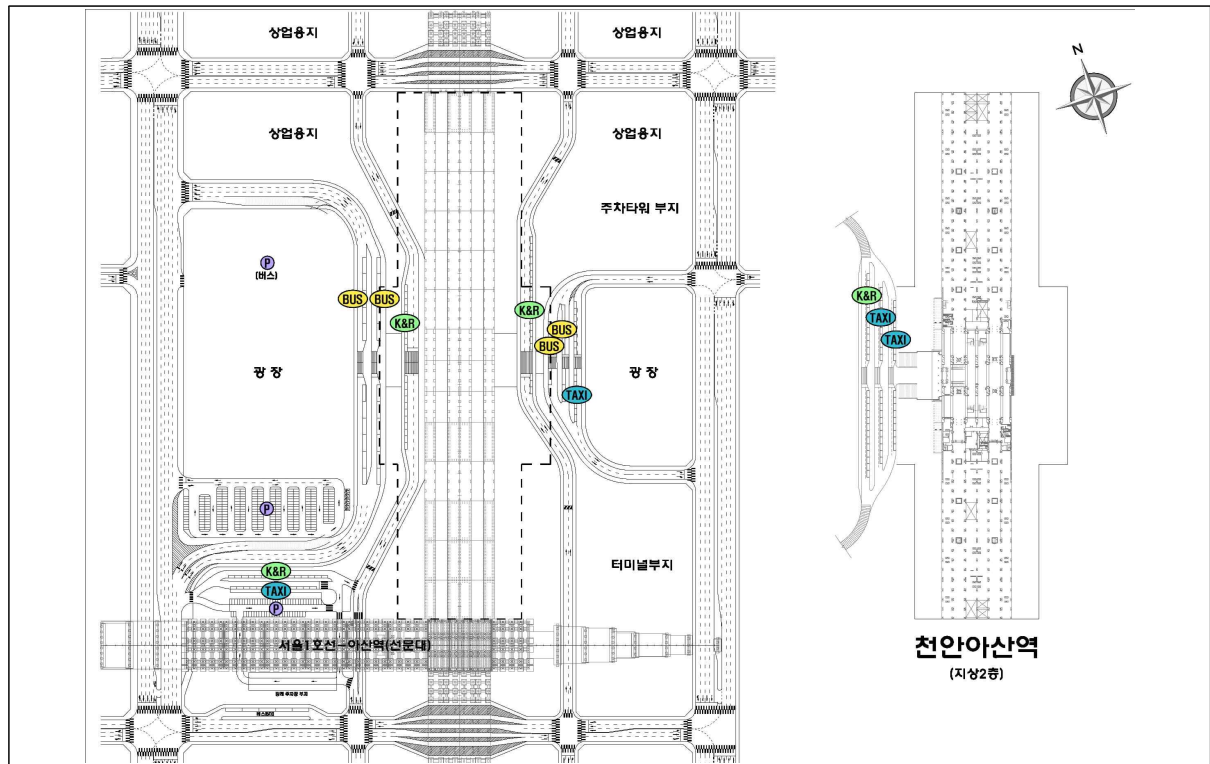 상업용지
상업용지
N
상업용지
상업용지
주차타워 부지
P
(버스)
BUS
BUS
K&R
K&R
BUS
BUS
K&R
TAXI
TAXI
광 장
광 장
TAXI
P
터미널부지
K&R
TAXI
P
서울1호선-아산역(선문대)
천안아산역
(지상2층)